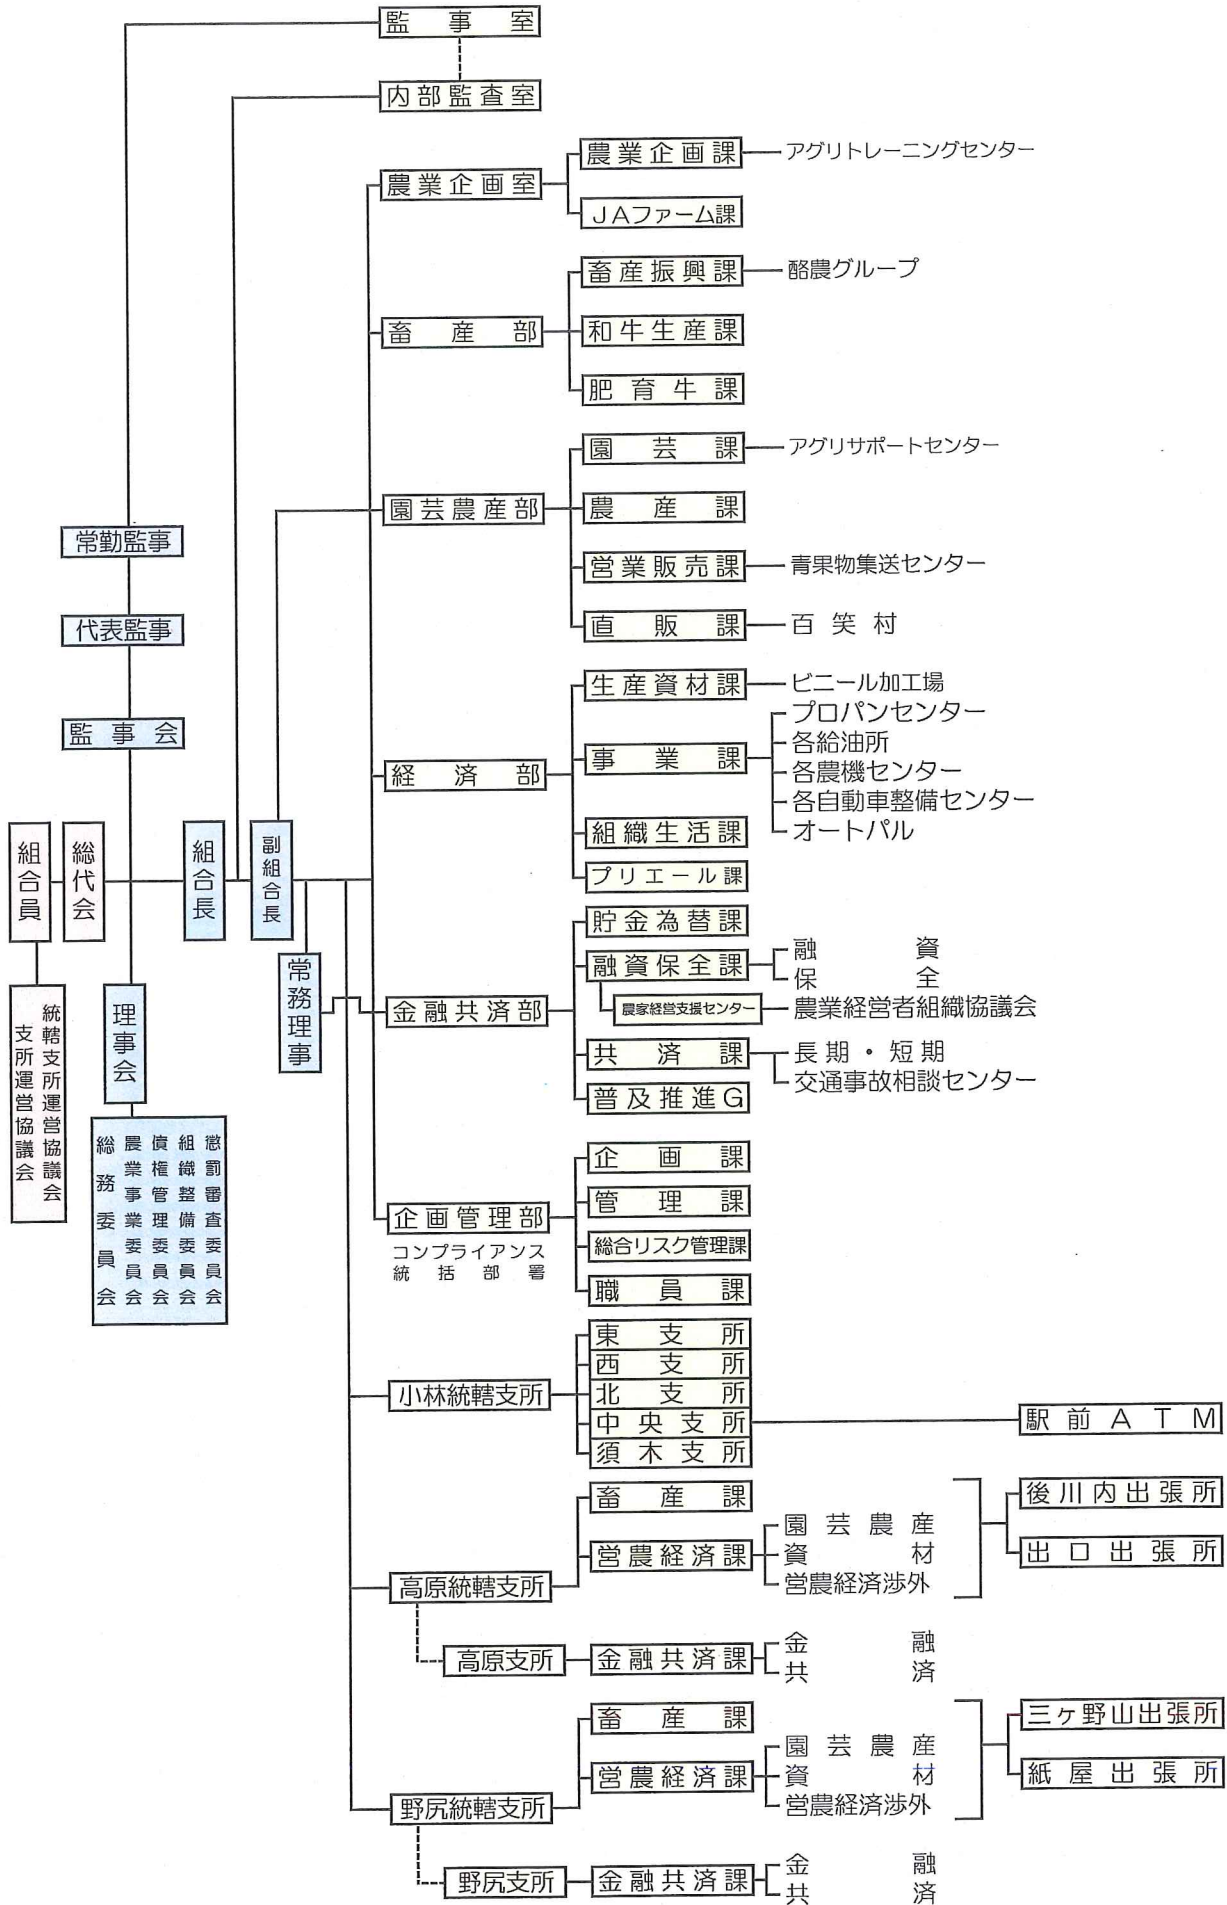 監事室
内部監査室
農業企画室
農業企画課
アグリトレーニングセンター
JAファーム課
畜産部
畜産振興課
酪農グループ
和牛生産課
肥育牛課
園芸農産部
園芸課
アグリサポートセンター
農産課
営業販売課
青果物集送センター
直販課
百笑村
経済部
生産資材課
ビニール加工場
事業課
プロパンセンター
各給油所
各農機センター
各自動車整備センター
オートパル
組織生活課
プリエール課
常勤監事
代表監事
監事会
組合員
総代会
組合長
副組合長
常務理事
理事会
統轄支所運営協議会
支所運営協議会
懲罰審査委員会
組織整備委員会
債権管理委員会
農業事業委員会
総務委員会
金融共済部
貯金為替課
融資保全課
融資
保全
農家経営支援センター
農業経営者組織協議会
共済課
長期・短期
交通事故相談センター
普及推進G
企画管理部
コンプライアンス
統括部署
企画課
管理課
総合リスク管理課
職員課
小林統轄支所
東支所
西支所
北支所
中央支所
駅前ATM
須木支所
高原統轄支所
畜産課
営農経済課
園芸農産
資材
営農経済渉外
後川内出張所
出口出張所
高原支所
金融共済課
金融
共済
野尻統轄支所
畜産課
営農経済課
園芸農産
資材
営農経済渉外
三ヶ野山出張所
紙屋出張所
野尻支所
金融共済課
金融
共済